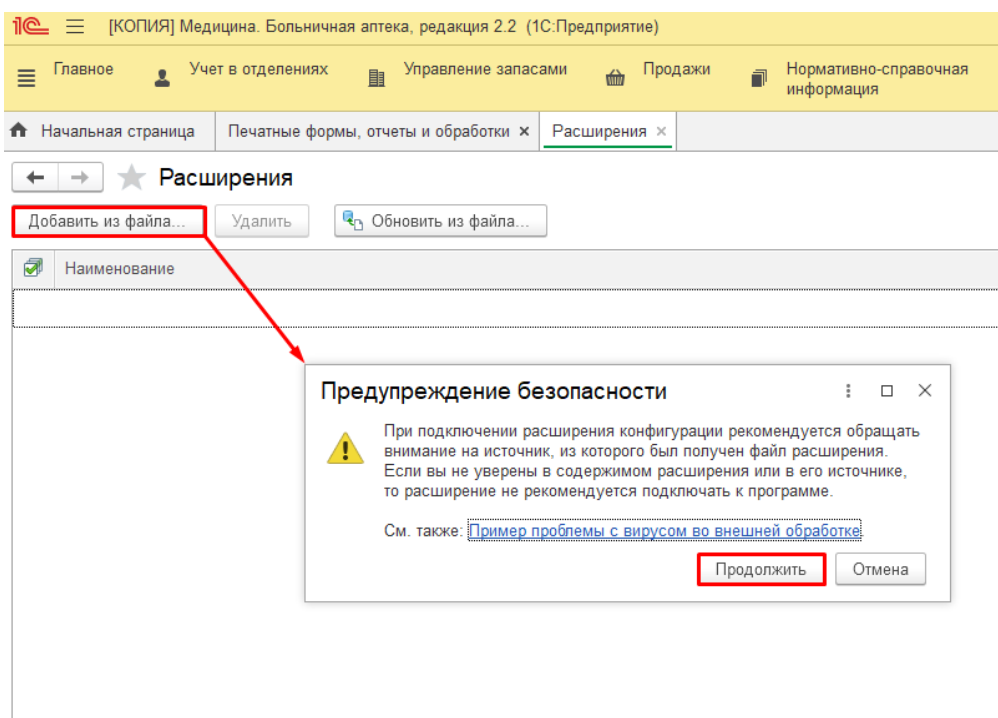 1С [КОПИЯ] Медицина. Больничная аптека, редакция 2.2 (1С:Предприятие)
Главное Учет в отделениях Управление запасами Продажи Нормативно-справочная
информация
Начальная страница Печатные формы, отчеты и обработки × Расширения ×
Расширения
Добавить из файла... Удалить Обновить из файла...
Наименование
Предупреждение безопасности
При подключении расширения конфигурации рекомендуется обращать
внимание на источник, из которого был получен файл расширения.
Если вы не уверены в содержимом расширения или в его источнике,
то расширение не рекомендуется подключать к программе.
См. также: Пример проблемы с вирусом во внешней обработке.
Продолжить Отмена